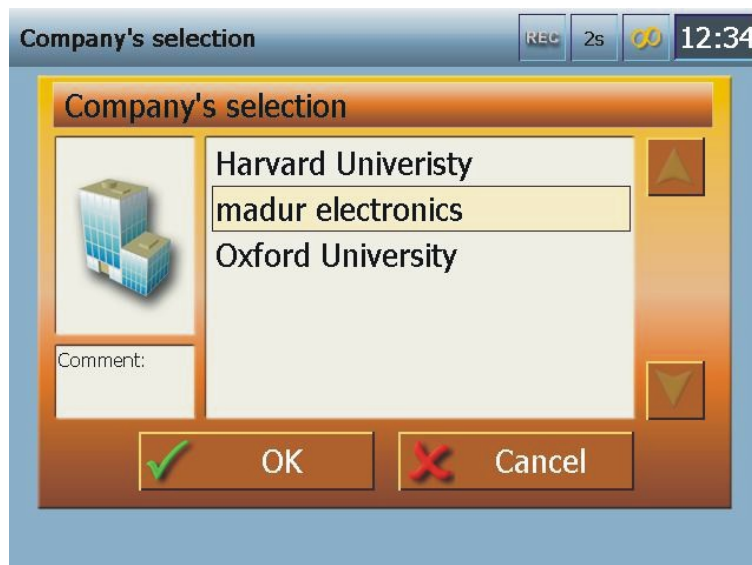 Company's selection REC 2s 12:34
Company's selection
Harvard Univeristy
madur electronics
Oxford University
Comment:
OK Cancel